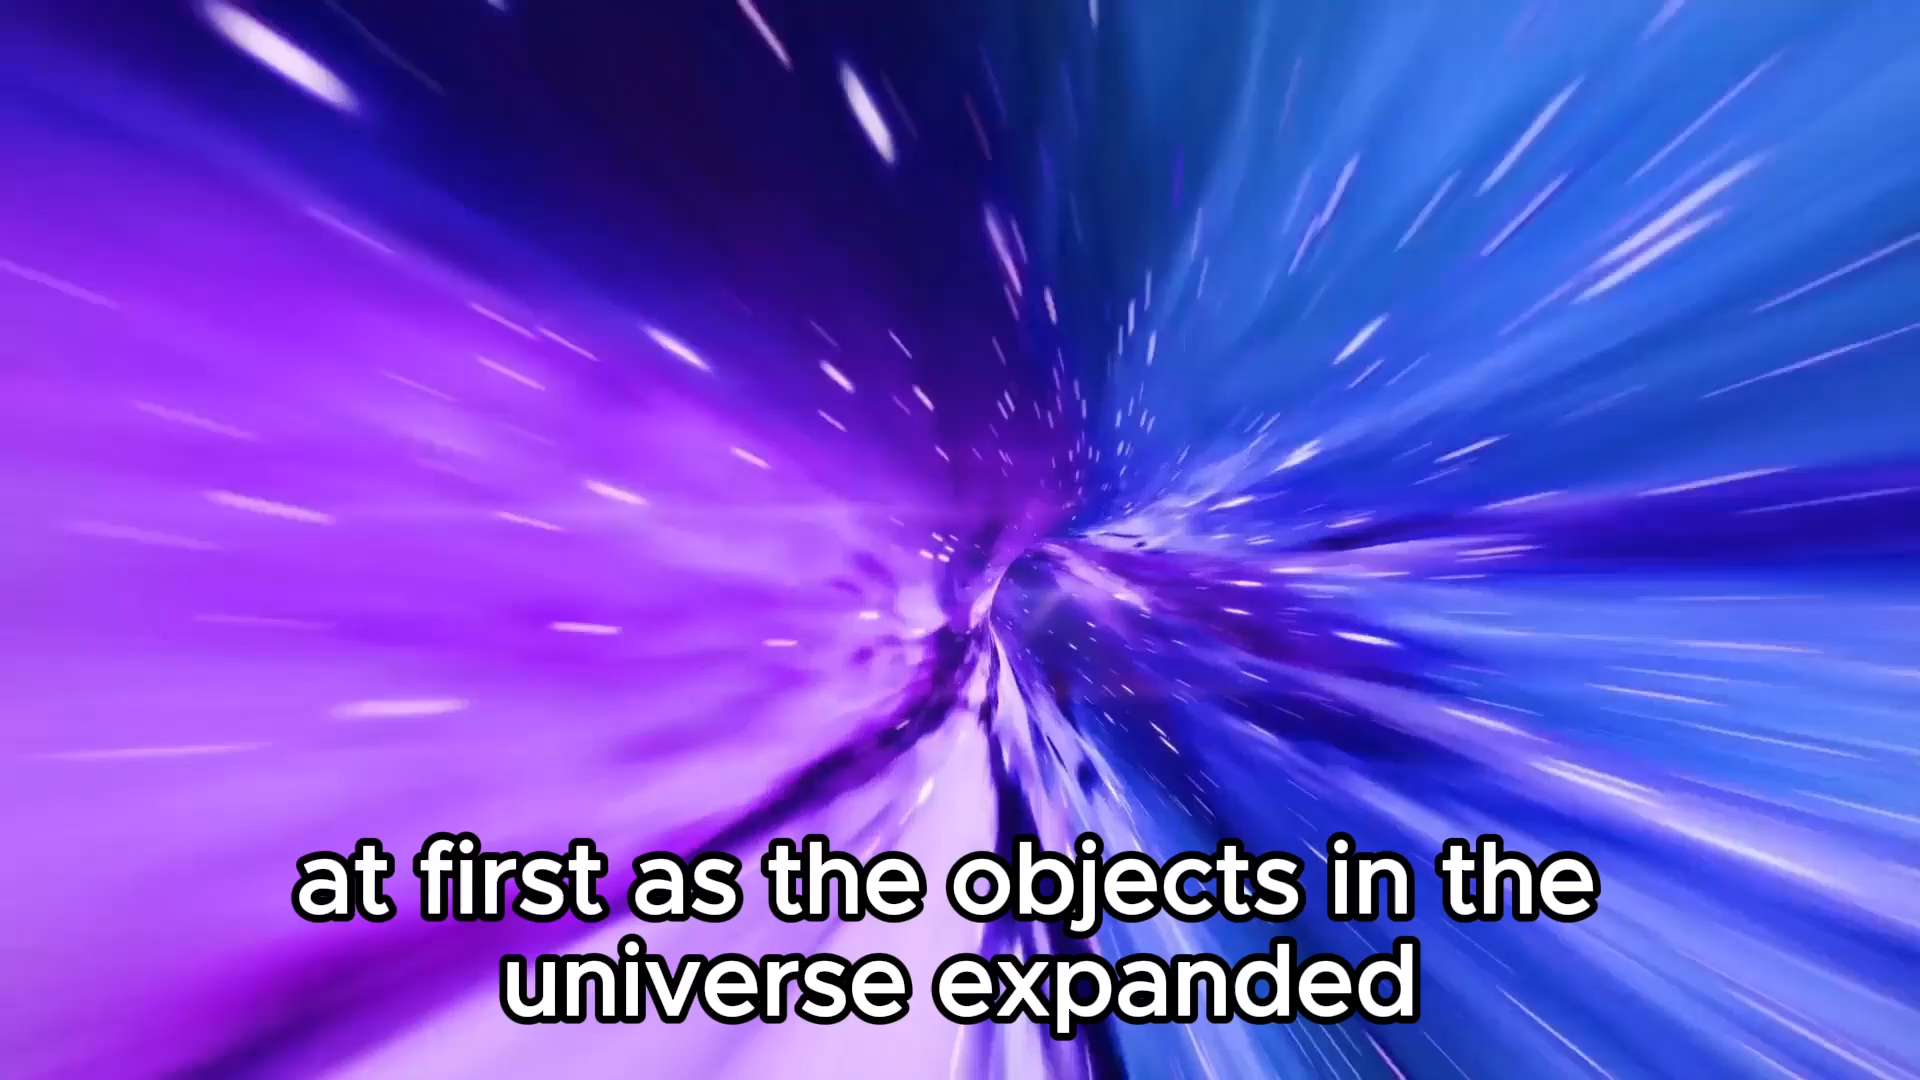 at first as the objects in the
universe expanded